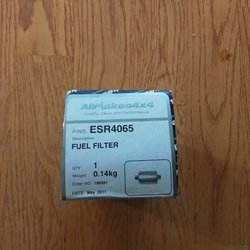 AllMakes4x4
Quality, Value and Performance
P/NO. ESR4065
Description
FUEL FILTER
QTY 1
Weight 0.14kg
Order NO.
DATE: May 2011